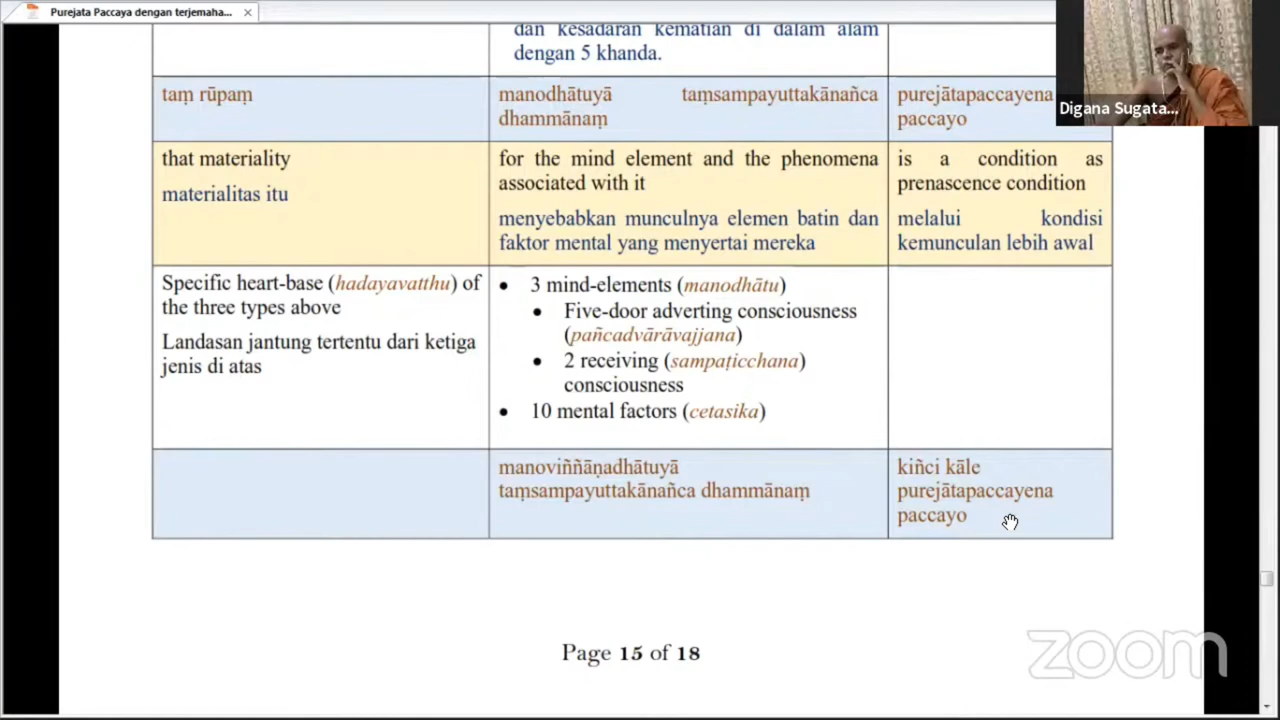 Purejata Paccaya dengan terjemaha...
dan kesadaran kematian di dalam alam
dengan 5 khanda.
taṃ rūpaṃ
manodhātuyā taṃsampayuttakānañca
dhammānaṃ
purejātapaccayena
paccayo
Digana Sugata...
that materiality
materialitas itu
for the mind element and the phenomena
associated with it
menyebabkan munculnya elemen batin dan
faktor mental yang menyertai mereka
is a condition as
prenascence condition
melalui kondisi
kemunculan lebih awal
Specific heart-base (hadayavatthu) of
the three types above
Landasan jantung tertentu dari ketiga
jenis di atas
• 3 mind-elements (manodhātu)
• Five-door adverting consciousness
(pañcadvārāvajjana)
• 2 receiving (sampaṭicchana)
consciousness
• 10 mental factors (cetasika)
manoviññāṇadhātuyā
taṃsampayuttakānañca dhammānaṃ
kiñci kāle
purejātapaccayena
paccayo
Page 15 of 18
zoom